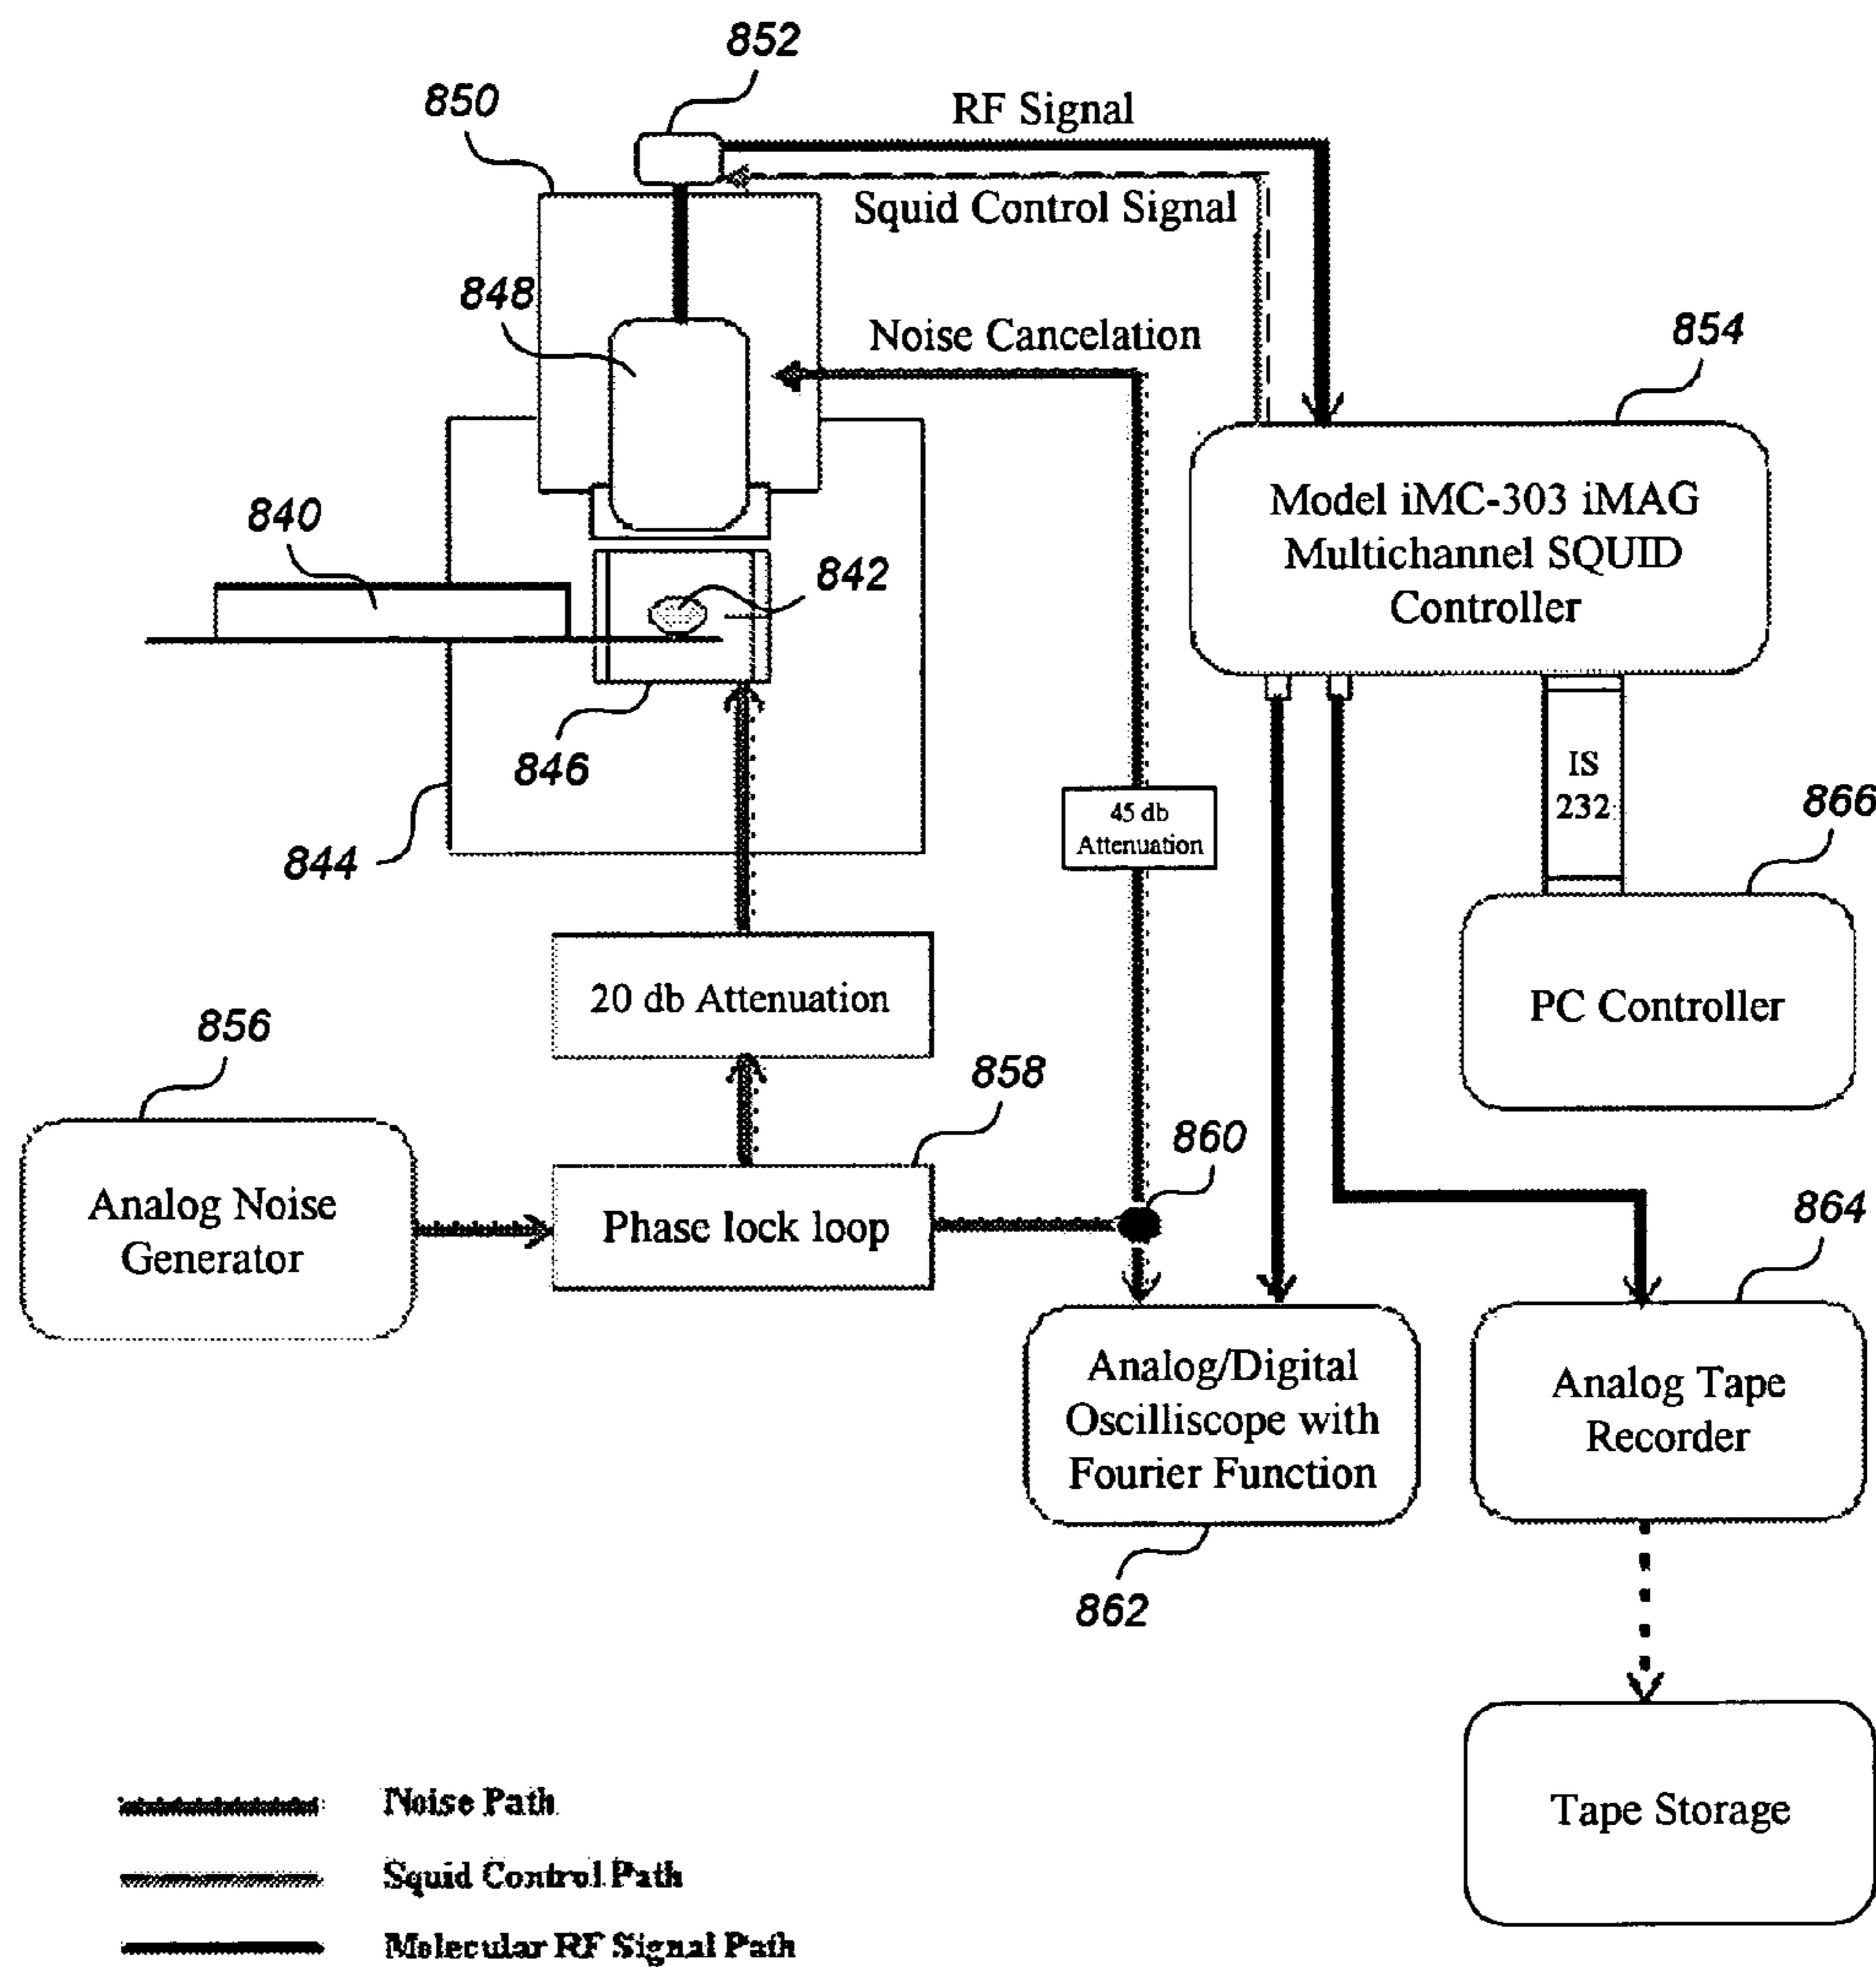 852
850
RF Signal
Squid Control Signal
848
Noise Cancelation
854
Model iMC-303 iMAG
Multichannel SQUID
Controller
840
842
846
844
45 db
Attenuation
IS
232
866
PC Controller
20 db Attenuation
856
858
860
Analog Noise
Generator
Phase lock loop
864
Analog/Digital
Oscilliscope with
Fourier Function
Analog Tape
Recorder
862
Tape Storage
Noise Path
Squid Control Path
Molecular RF Signal Path